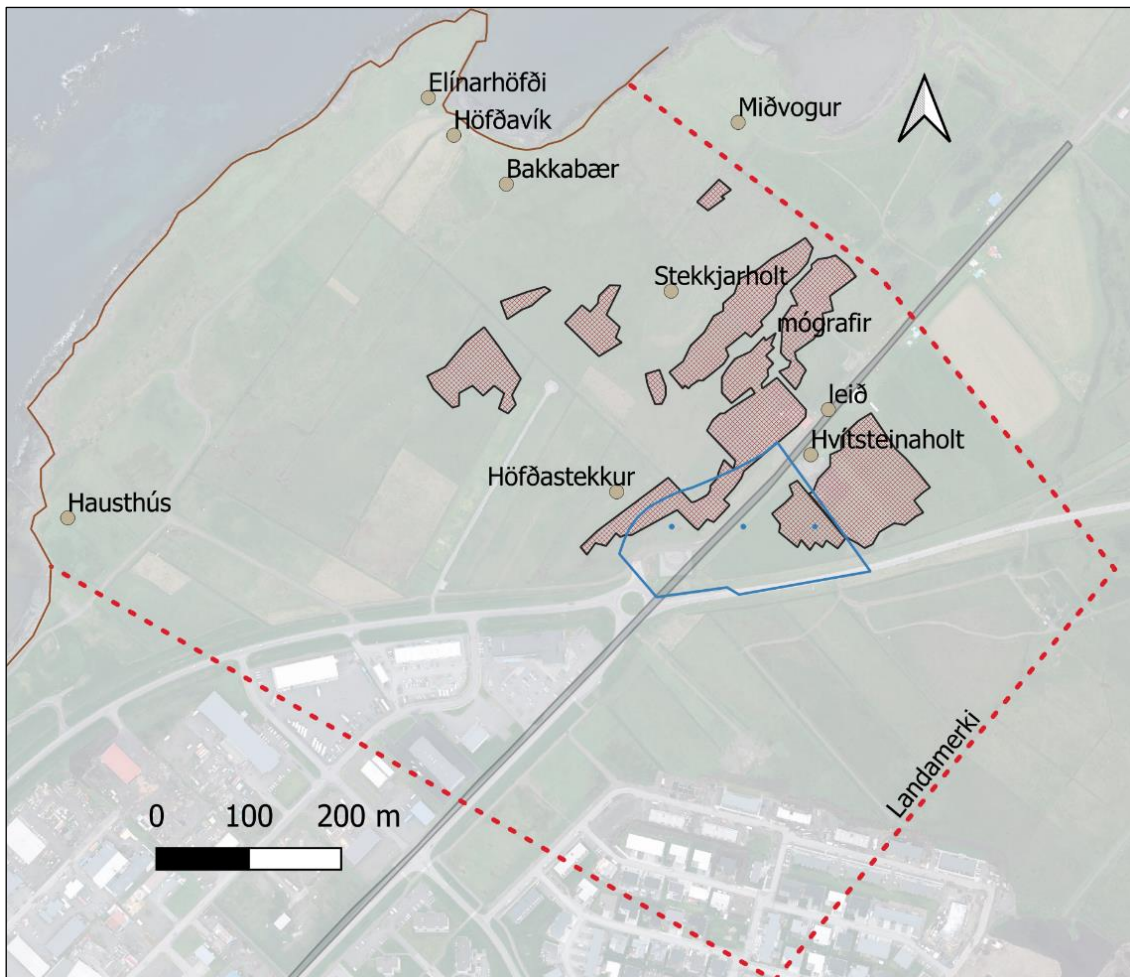 Elínarhöfði
Höfðavík
Miðvogur
Bakkabær
Stekkjarholt
mógrafir
leið
Hvítsteinaholt
Höfðastekkur
Hausthús
Landamerki
0 100 200 m